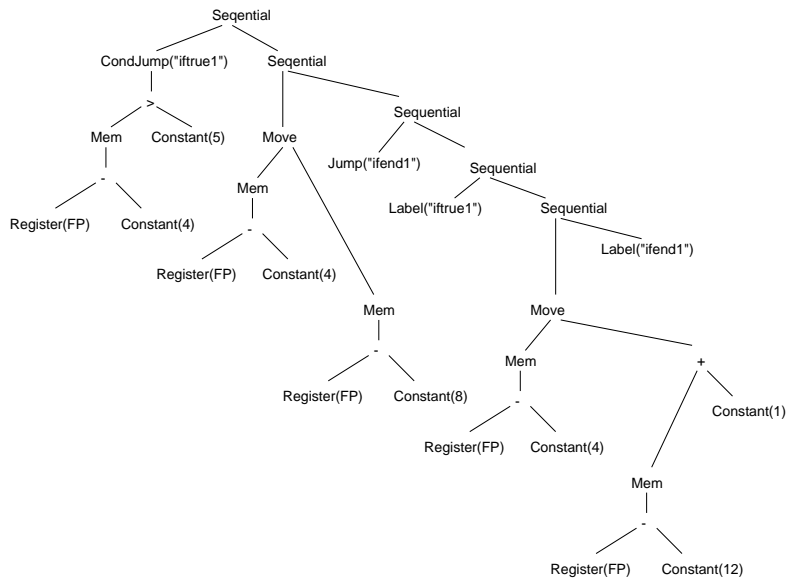 Seqential
CondJump("iftrue1") Seqential
> Sequential
Mem Constant(5) Move
- Jump("ifend1") Sequential
Mem
Register(FP) Constant(4) Label("iftrue1") Sequential
-
Label("ifend1")
Register(FP) Constant(4)
Mem Move
-
Mem +
Register(FP) Constant(8)
- Constant(1)
Register(FP) Constant(4)
Mem
-
Register(FP) Constant(12)